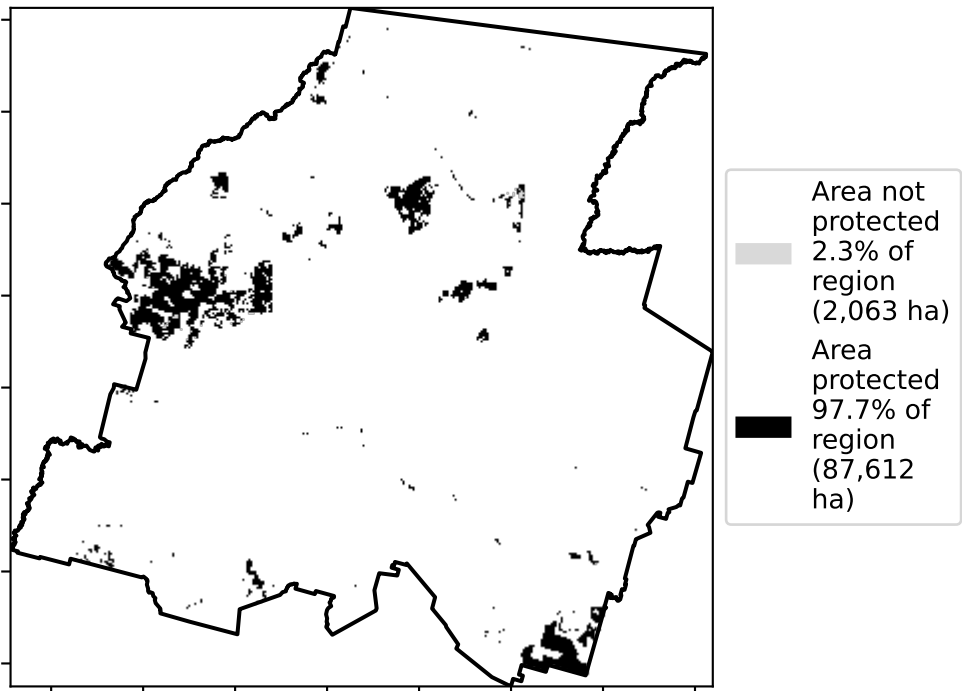 Area not
protected
2.3% of
region
(2,063 ha)
Area
protected
97.7% of
region
(87,612
ha)